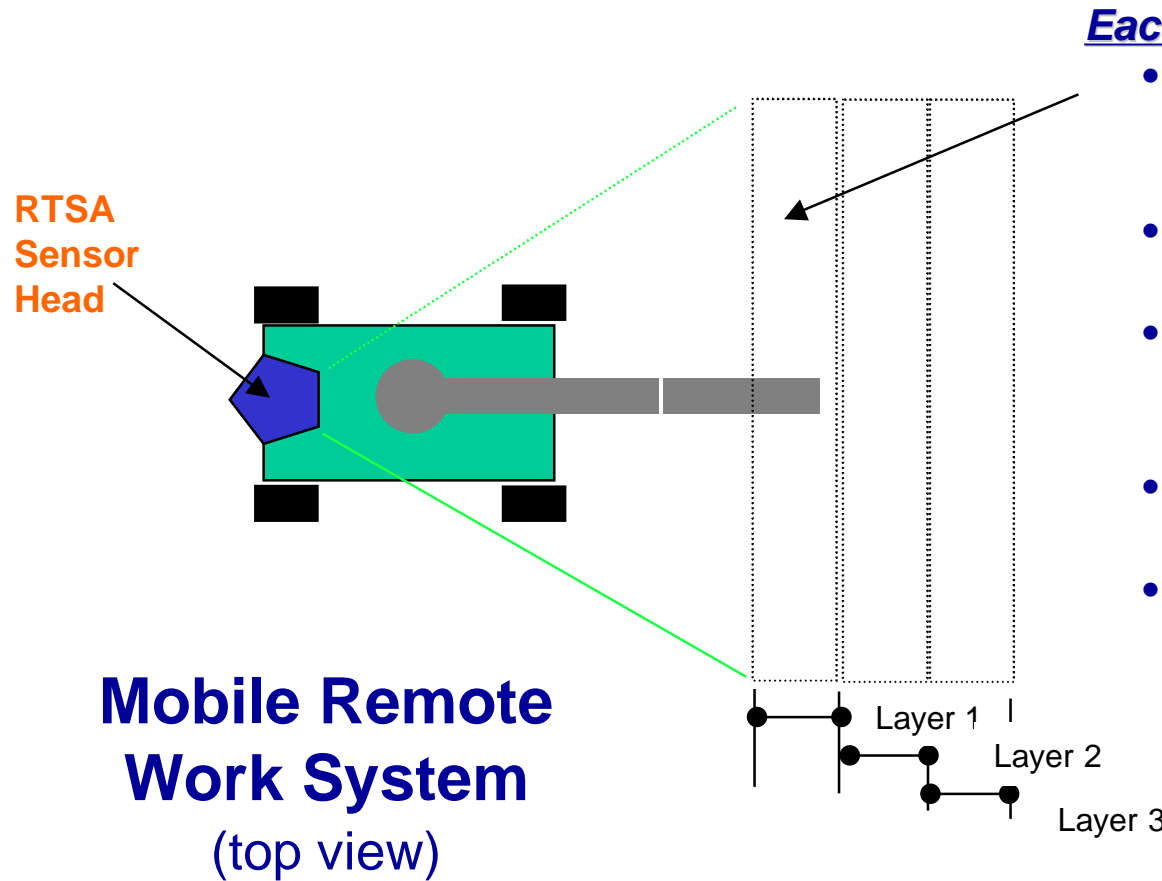 Eac
RTSA
Sensor
Head
Mobile Remote
Work System
(top view)
Layer 1
Layer 2
Layer 3